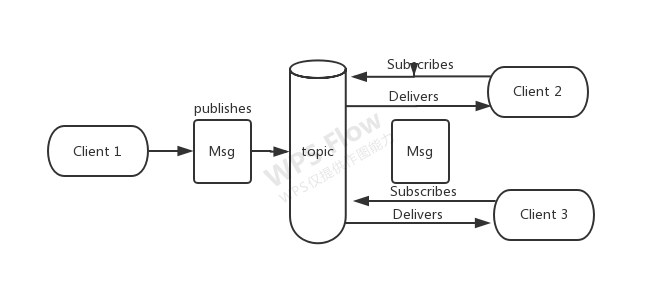 Subscribes
Client 2
Delivers
publishes
Client 1
Msg
topic
Msg
Subscribes
Delivers
Client 3
WPS Flow
WPS仅提供作图能力